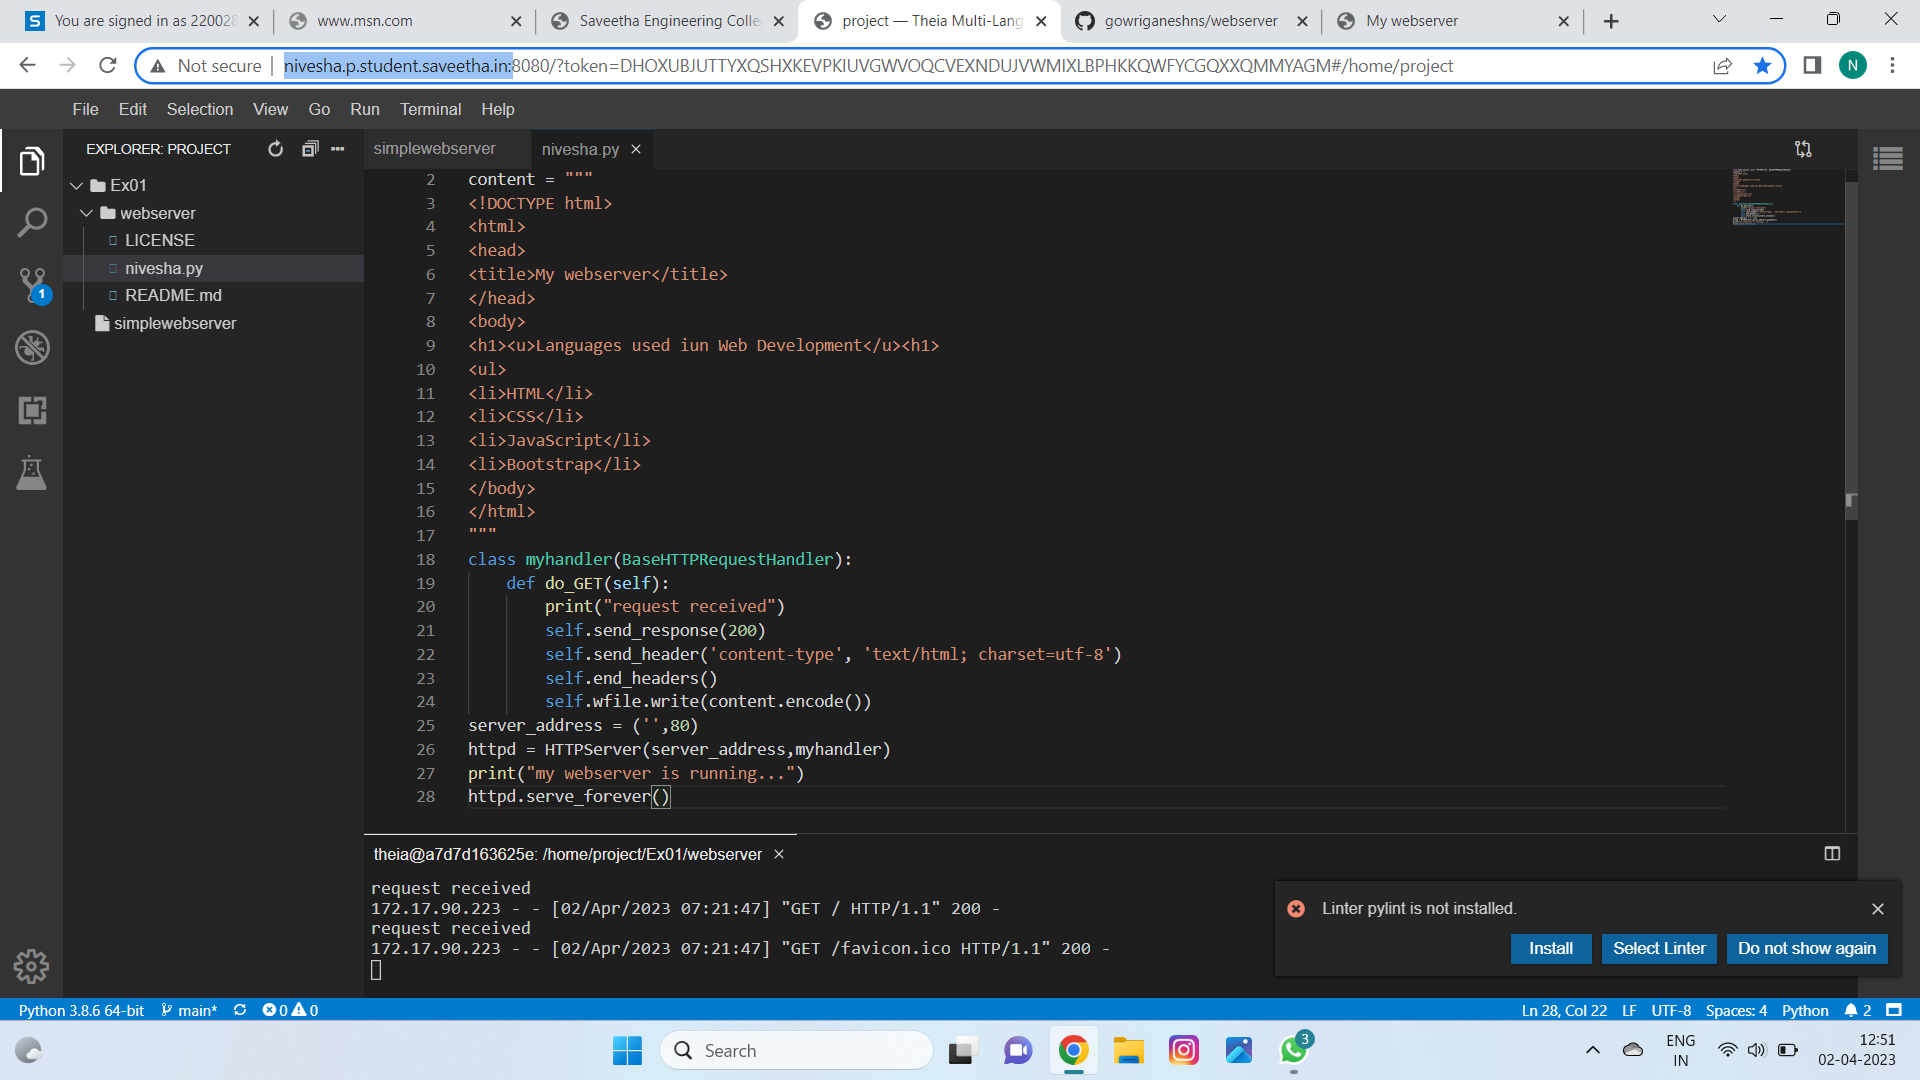 You are signed in as 220028
www.msn.com
Saveetha Engineering Colle
project — Theia Multi-Lang
gowriganeshns/webserver
My webserver
Not secure
nivesha.p.student.saveetha.in:8080/?token=DHOXUBJUTTYXQSHXKEVPKIUVGWVOQCVEXNDUJVWMIXLBPHKKQWFYCGQXXQMMYAGM#/home/project
N
File Edit Selection View Go Run Terminal Help
EXPLORER: PROJECT
simplewebserver
nivesha.py
Ex01
webserver
LICENSE
nivesha.py
README.md
simplewebserver
1
2 content = """
3 <!DOCTYPE html>
4 <html>
5 <head>
6 <title>My webserver</title>
7 </head>
8 <body>
9 <h1><u>Languages used iun Web Development</u><h1>
10 <ul>
11 <li>HTML</li>
12 <li>CSS</li>
13 <li>JavaScript</li>
14 <li>Bootstrap</li>
15 </body>
16 </html>
17 """
18 class myhandler(BaseHTTPRequestHandler):
19 def do_GET(self):
20 print("request received")
21 self.send_response(200)
22 self.send_header('content-type', 'text/html; charset=utf-8')
23 self.end_headers()
24 self.wfile.write(content.encode())
25 server_address = ('',80)
26 httpd = HTTPServer(server_address,myhandler)
27 print("my webserver is running...")
28 httpd.serve_forever()
theia@a7d7d163625e: /home/project/Ex01/webserver
request received
172.17.90.223 - - [02/Apr/2023 07:21:47] "GET / HTTP/1.1" 200 -
request received
172.17.90.223 - - [02/Apr/2023 07:21:47] "GET /favicon.ico HTTP/1.1" 200 -
Linter pylint is not installed.
Install
Select Linter
Do not show again
Python 3.8.6 64-bit main* 0 0
Ln 28, Col 22 LF UTF-8 Spaces: 4 Python 2
Search
3
ENG
IN
12:51
02-04-2023